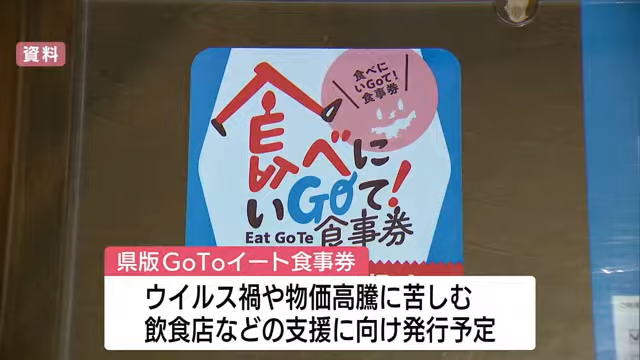 資料
食べに
いGoて!
食事券
食べに
いGOて!
Eat Go Te 食事券
県版GoToイート食事券
ウイルス禍や物価高騰に苦しむ
飲食店などの支援に向け発行予定